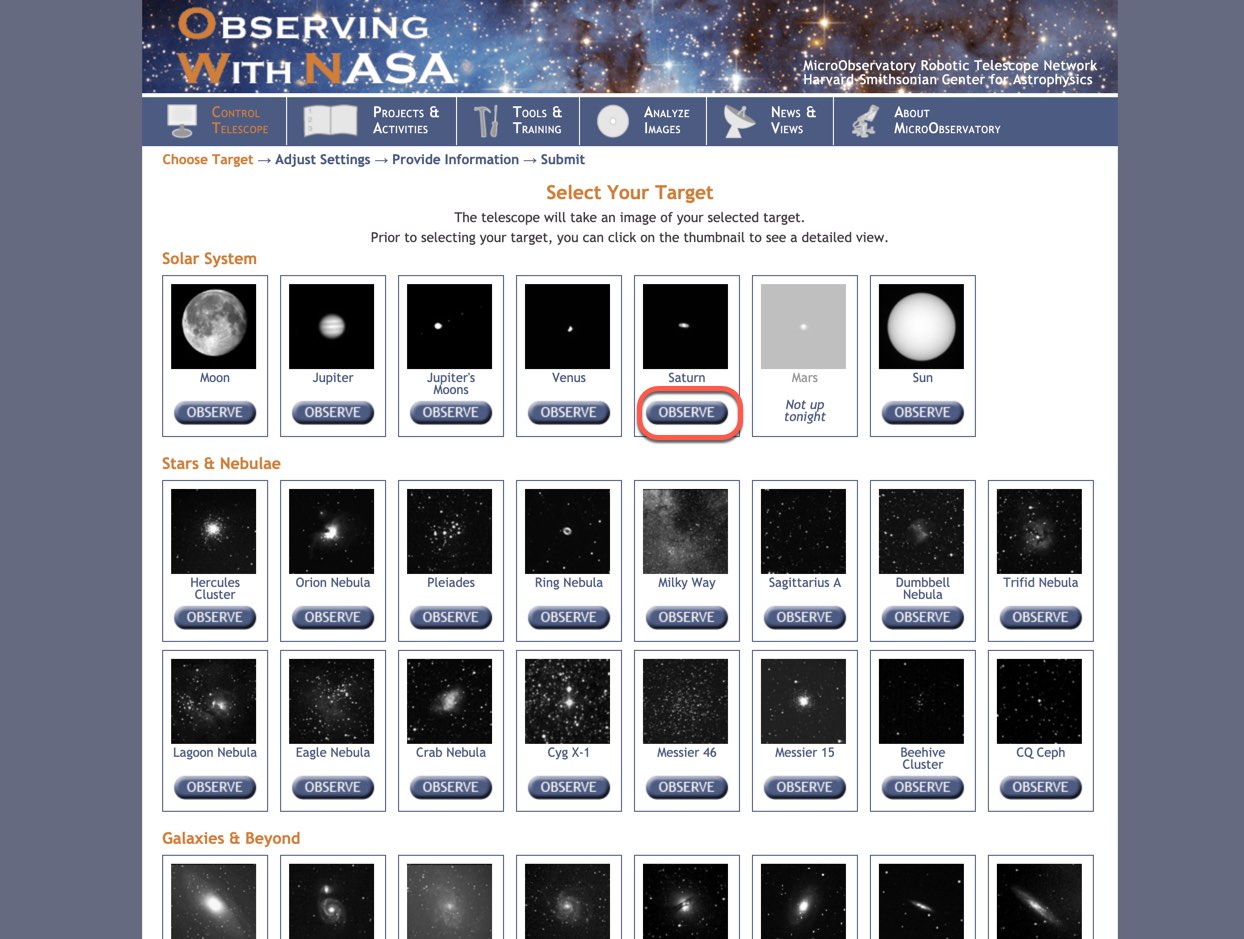 OBSERVING
WITH NASA
MicroObservatory Robotic Telescope Network
Harvard-Smithsonian Center for Astrophysics
CONTROL
TELESCOPE
1
2
3
PROJECTS &
ACTIVITIES
TOOLS &
TRAINING
ANALYZE
IMAGES
NEWS &
VIEWS
ABOUT
MICROOBSERVATORY
Choose Target → Adjust Settings → Provide Information → Submit
Select Your Target
The telescope will take an image of your selected target.
Prior to selecting your target, you can click on the thumbnail to see a detailed view.
Solar System
Moon
OBSERVE
Jupiter
OBSERVE
Jupiter's
Moons
OBSERVE
Venus
OBSERVE
Saturn
OBSERVE
Mars
Not up
tonight
Sun
OBSERVE
Stars & Nebulae
Hercules
Cluster
OBSERVE
Orion Nebula
OBSERVE
Pleiades
OBSERVE
Ring Nebula
OBSERVE
Milky Way
OBSERVE
Sagittarius A
OBSERVE
Dumbbell
Nebula
OBSERVE
Trifid Nebula
OBSERVE
Lagoon Nebula
OBSERVE
Eagle Nebula
OBSERVE
Crab Nebula
OBSERVE
Cyg X-1
OBSERVE
Messier 46
OBSERVE
Messier 15
OBSERVE
Beehive
Cluster
OBSERVE
CQ Ceph
OBSERVE
Galaxies & Beyond